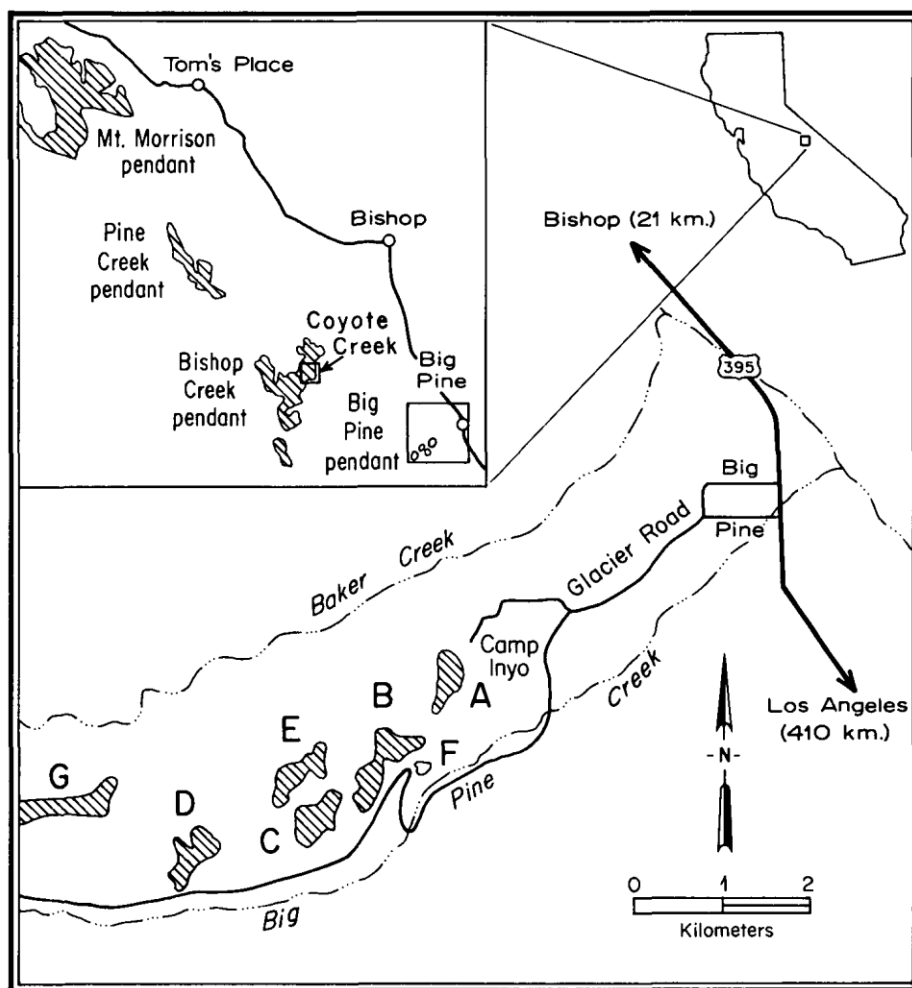 Tom's Place
Mt. Morrison
pendant
Bishop
Pine
Creek
pendant
Coyote
Creek
Bishop
Creek
pendant
Big
Pine
Big
Pine
pendant
Bishop (21 km.)
395
Big
Pine
Glacier Road
Baker Creek
Camp
Inyo
Creek
A
B
E
F
Pine
Los Angeles
(410 km.)
-N-
G
D
C
Big
0 1 2
Kilometers